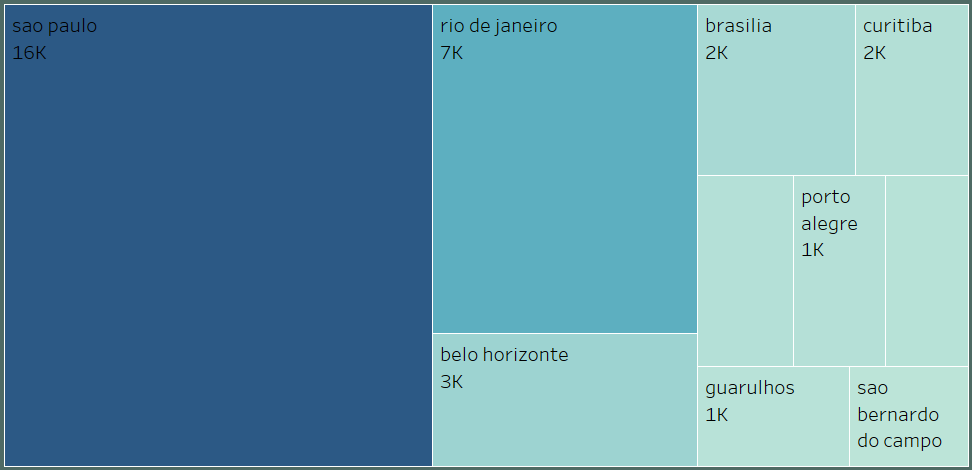 sao paulo
16K
rio de janeiro
7K
belo horizonte
3K
brasilia
2K
curitiba
2K
porto
alegre
1K
guarulhos
1K
sao
bernardo
do campo